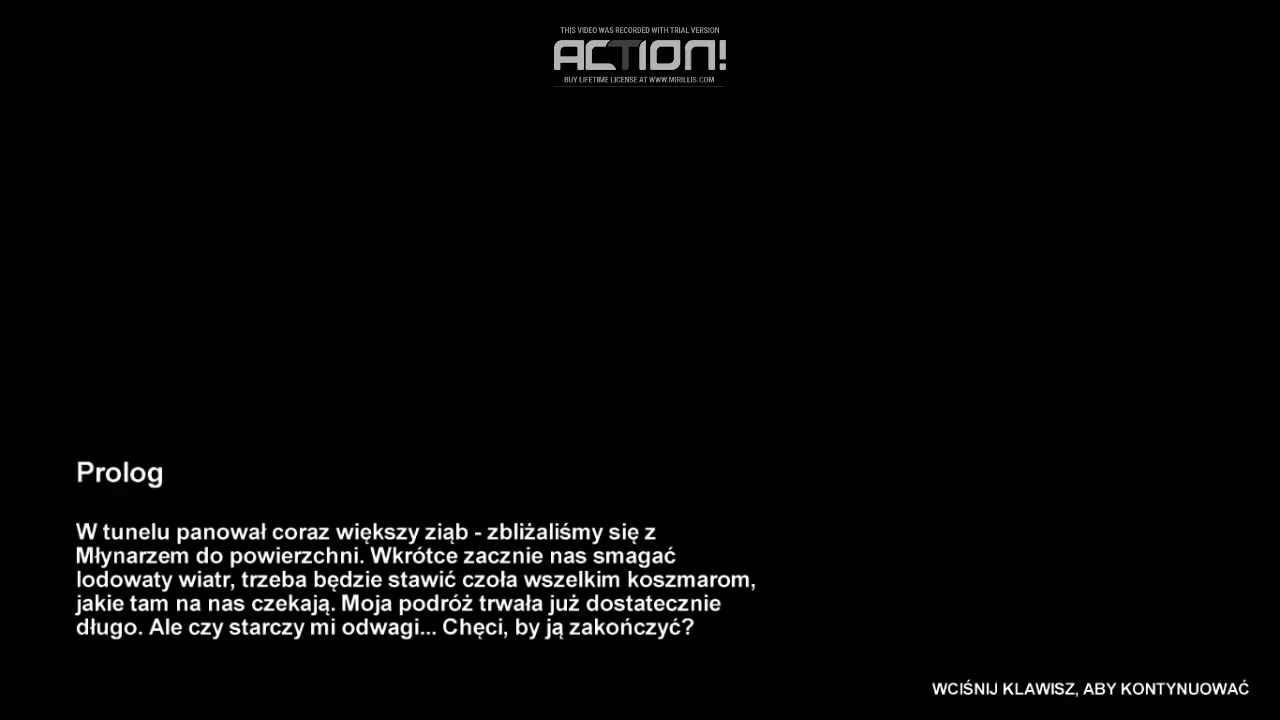 THIS VIDEO WAS RECORDED WITH TRIAL VERSION
ACTION!
BUY LIFETIME LICENSE AT WWW.MIRILLIS.COM
Prolog
W tunelu panował coraz większy ziąb - zbliżaliśmy się z
Młynarzem do powierzchni. Wkrótce zacznie nas smagać
lodowaty wiatr, trzeba będzie stawić czoła wszelkim koszmarom,
jakie tam na nas czekają. Moja podróż trwała już dostatecznie
długo. Ale czy starczy mi odwagi... Chęci, by ją zakończyć?
WCIŚNIJ KLAWISZ, ABY KONTYNUOWAĆ